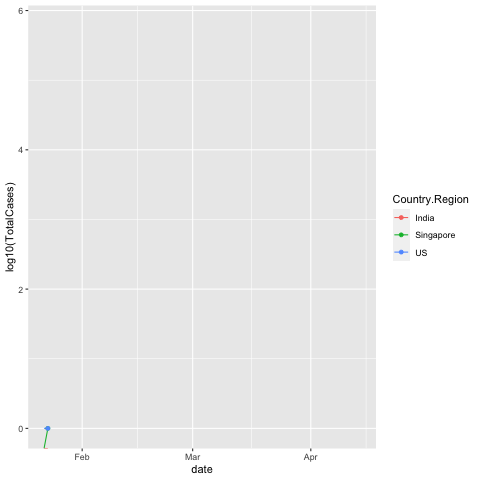 6
4
2
0
log10(TotalCases)
Feb Mar Apr
date
Country.Region
India
Singapore
US